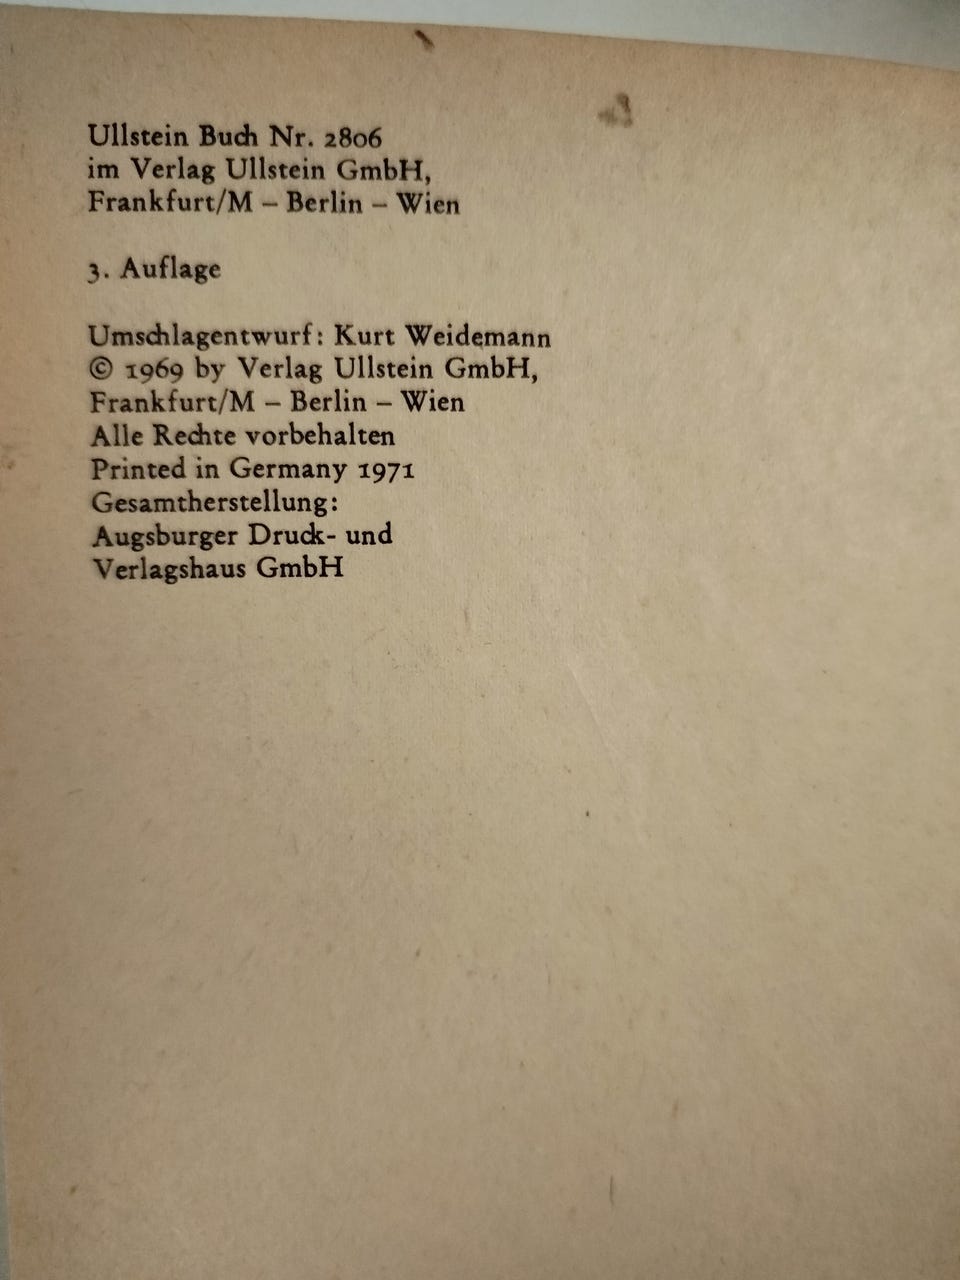 Ullstein Buch Nr. 2806
im Verlag Ullstein GmbH,
Frankfurt/M – Berlin – Wien
3. Auflage
Umschlagentwurf: Kurt Weidemann
© 1969 by Verlag Ullstein GmbH,
Frankfurt/M – Berlin – Wien
Alle Rechte vorbehalten
Printed in Germany 1971
Gesamtherstellung:
Augsburger Druck- und
Verlagshaus GmbH